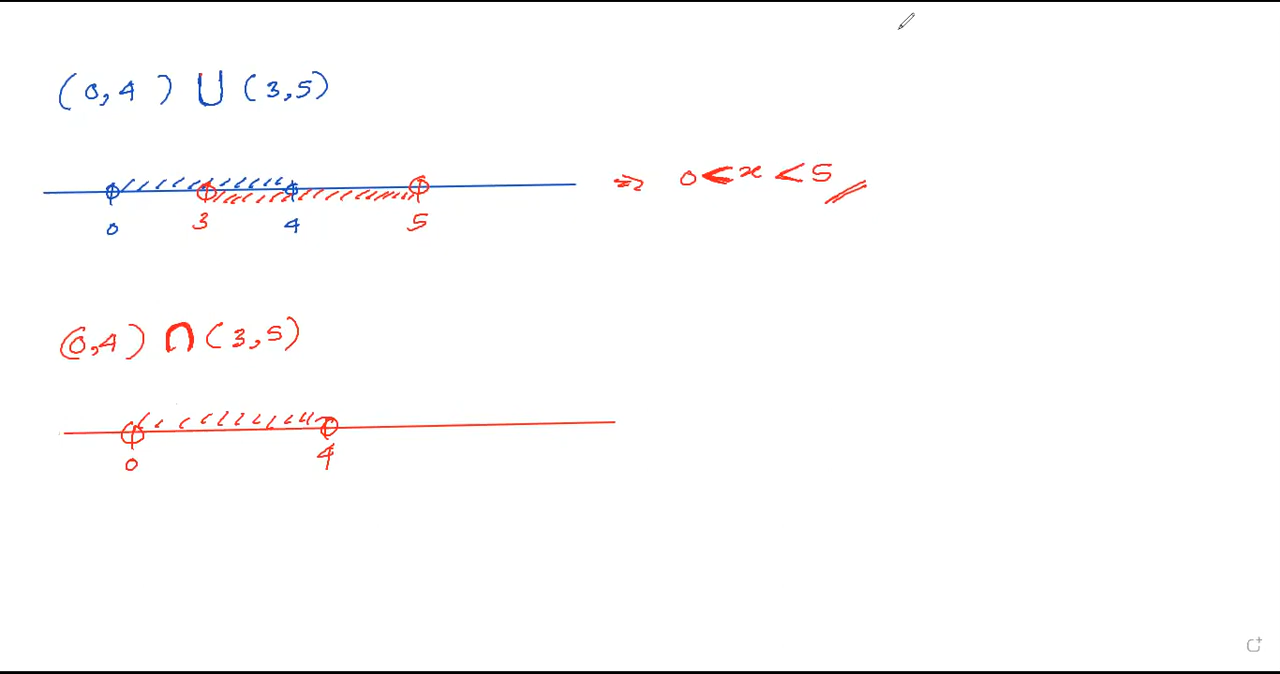 (0,4) ∪ (3,5)
0 3 4 5 ⇒ 0 < x < 5
(0,4) ∩ (3,5)
0 4